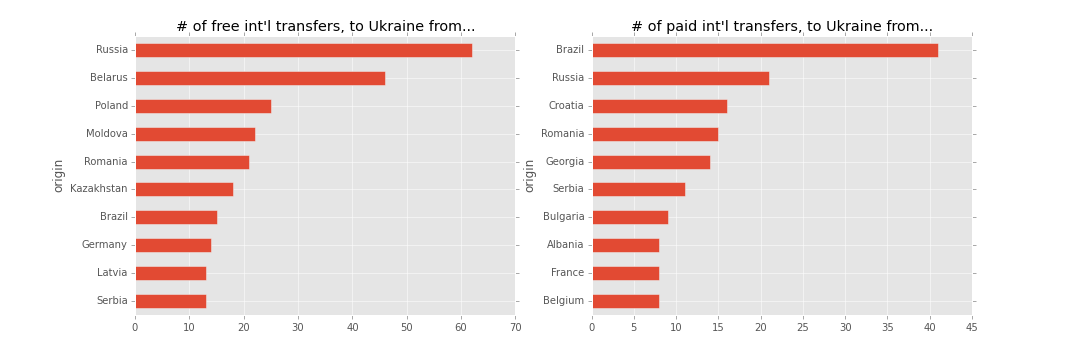 # of free int'l transfers, to Ukraine from...
origin
Russia
Belarus
Poland
Moldova
Romania
Kazakhstan
Brazil
Germany
Latvia
Serbia
0 10 20 30 40 50 60 70
# of paid int'l transfers, to Ukraine from...
origin
Brazil
Russia
Croatia
Romania
Georgia
Serbia
Bulgaria
Albania
France
Belgium
0 5 10 15 20 25 30 35 40 45